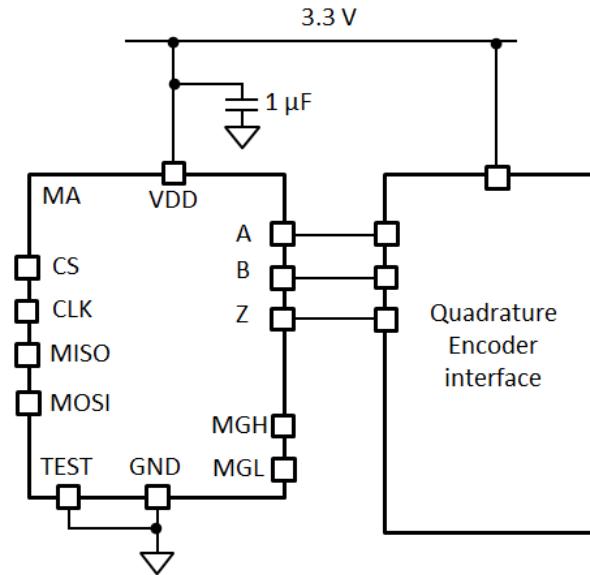 3.3 V
1 µF
MA
VDD
A
B
Z
CS
CLK
MISO
MOSI
MGH
MGL
TEST
GND
Quadrature
Encoder
interface